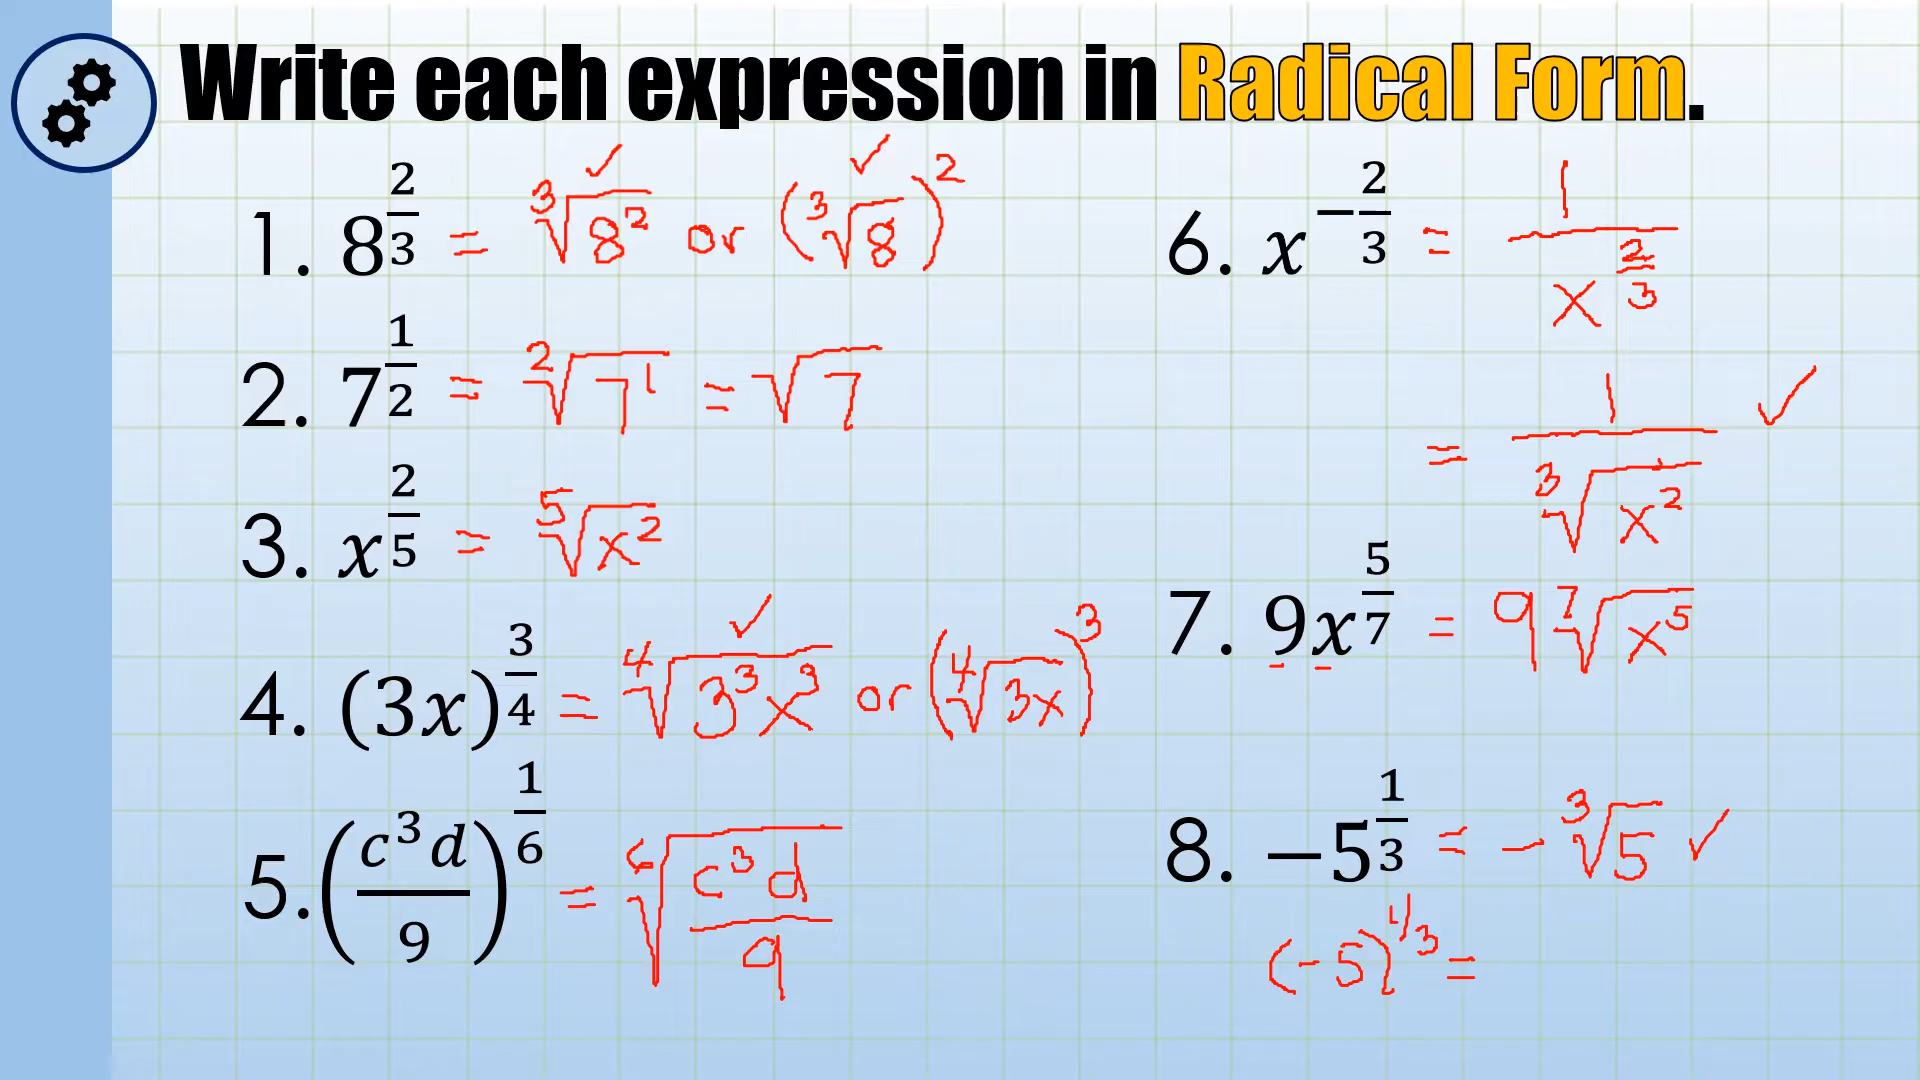 Write each expression in Radical Form.
1. 8^(2/3) = ∛8² or (∛8)²
2. 7^(1/2) = ²√7¹ = √7
3. x^(2/5) = ⁵√x²
4. (3x)^(3/4) = ⁴√3³x³ or (⁴√3x)³
5. (c³d/9)^(1/6) = ⁶√(c³d/9)
6. x^(-2/3) = 1/x^(2/3)
= 1/∛x²
7. 9x^(5/7) = 9 ⁷√x⁵
8. −5^(1/3) = -∛5
(-5)^(1/3) =